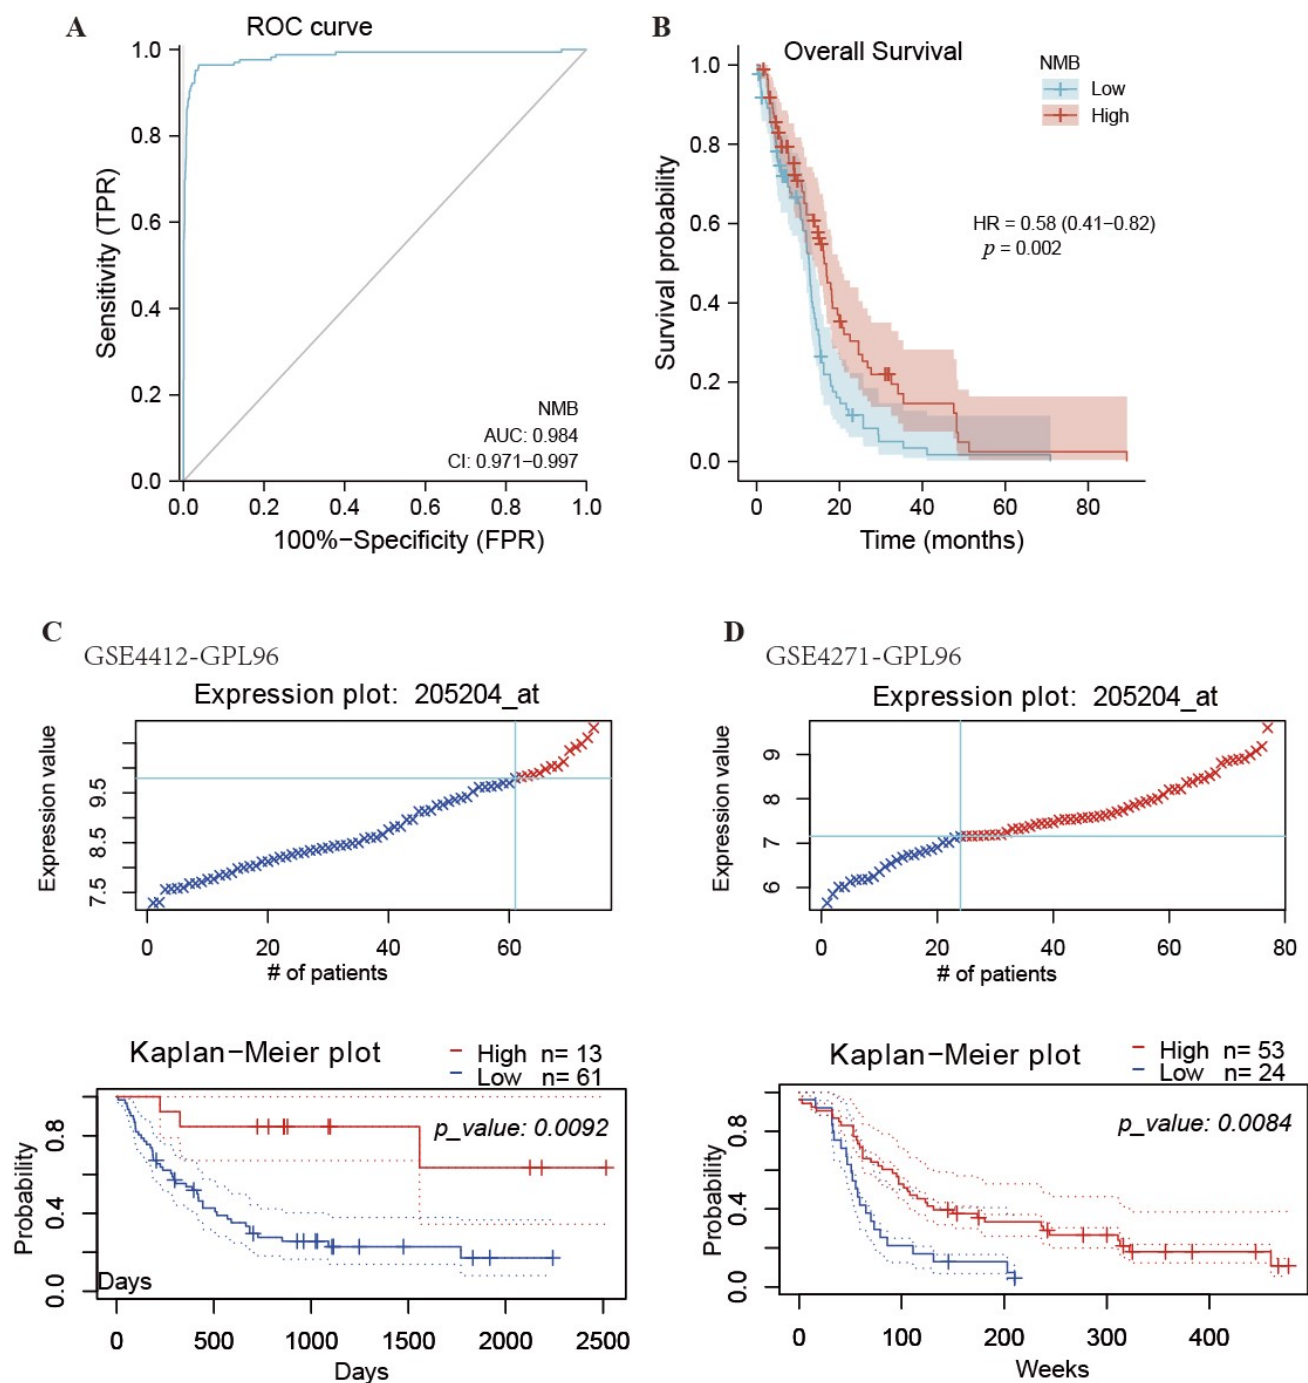 A
ROC curve
1.0
0.8
0.6
0.4
0.2
0.0
Sensitivity (TPR)
NMB
AUC: 0.984
CI: 0.971−0.997
0.0 0.2 0.4 0.6 0.8 1.0
100%−Specificity (FPR)
B
Overall Survival
NMB
Low
High
1.0
0.8
0.6
0.4
0.2
0.0
Survival probability
HR = 0.58 (0.41−0.82)
p = 0.002
0 20 40 60 80
Time (months)
C
GSE4412-GPL96
Expression plot: 205204_at
Expression value
9.5
8.5
7.5
0 20 40 60
# of patients
Kaplan−Meier plot
High n= 13
Low n= 61
p_value: 0.0092
Probability
0.8
0.4
0.0
Days
0 500 1000 1500 2000 2500
Days
D
GSE4271-GPL96
Expression plot: 205204_at
Expression value
9
8
7
6
0 20 40 60 80
# of patients
Kaplan−Meier plot
High n= 53
Low n= 24
p_value: 0.0084
Probability
0.8
0.4
0.0
0 100 200 300 400
Weeks